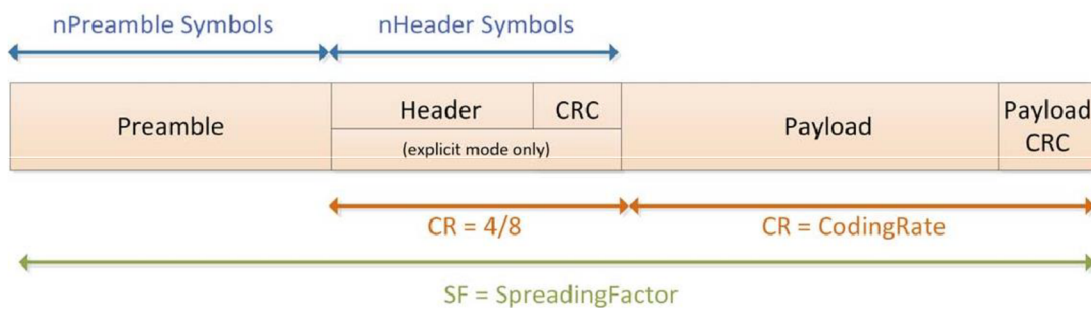 nPreamble Symbols
nHeader Symbols
Preamble
Header
CRC
(explicit mode only)
Payload
Payload
CRC
CR = 4/8
CR = CodingRate
SF = SpreadingFactor